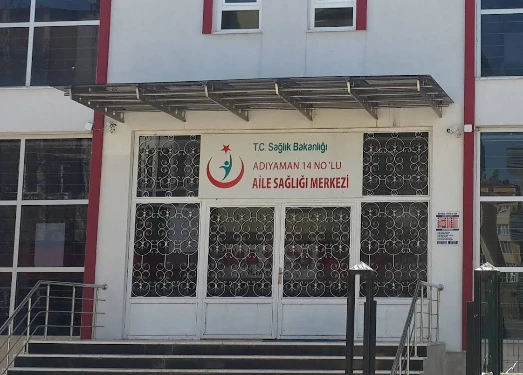 T.C. Sağlık Bakanlığı
ADIYAMAN 14 NO'LU
AİLE SAĞLIĞI MERKEZİ